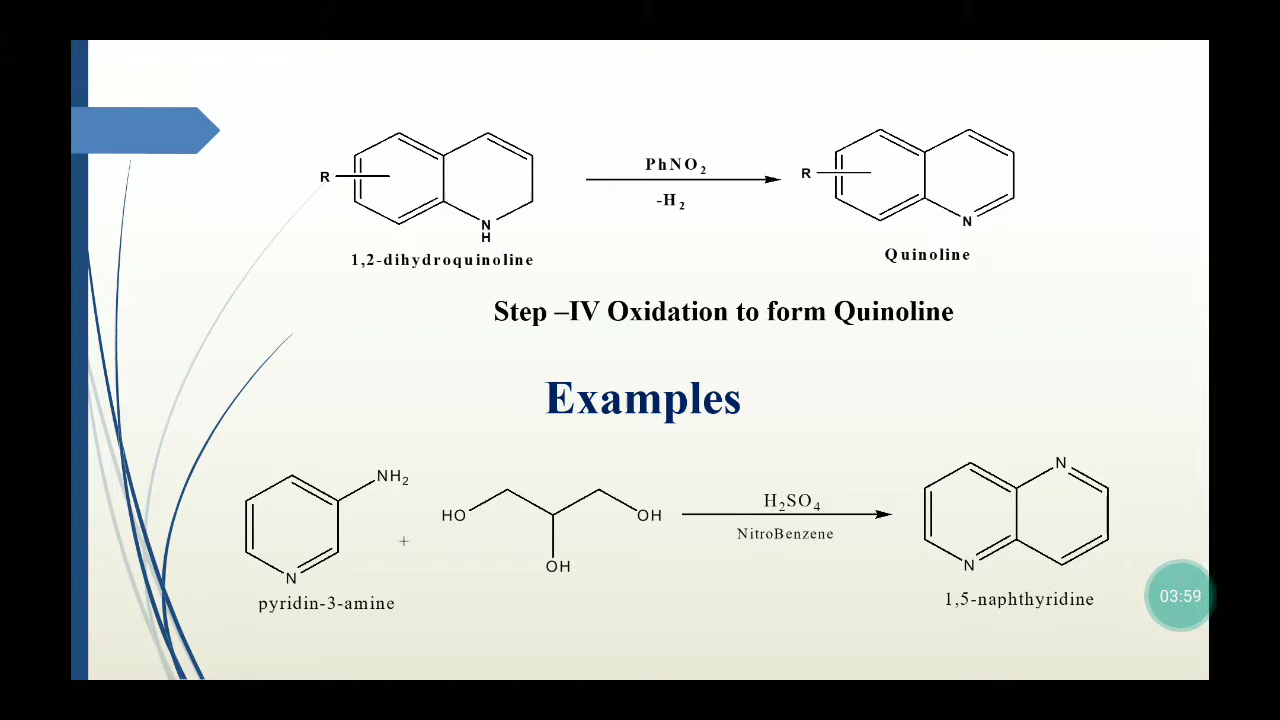 R
N
H
1,2-dihydroquinoline
PhNO2
-H2
R
N
Quinoline
Step –IV Oxidation to form Quinoline
Examples
NH2
N
pyridin-3-amine
+
HO
OH
OH
H2SO4
NitroBenzene
N
N
1,5-naphthyridine
03:59